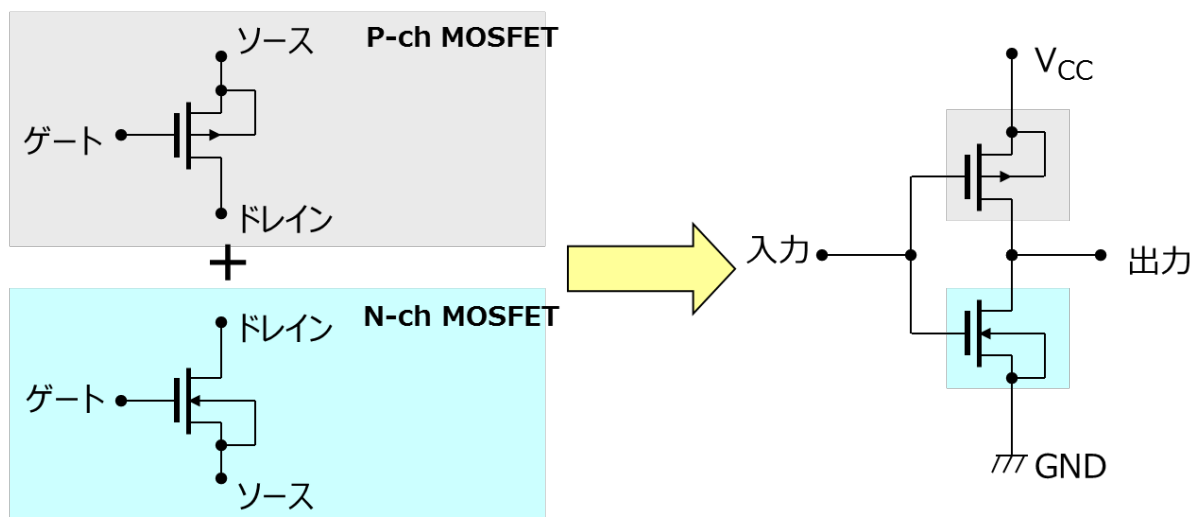 ソース
P-ch MOSFET
ゲート
ドレイン
+
N-ch MOSFET
ドレイン
ゲート
ソース
VCC
入力
出力
GND